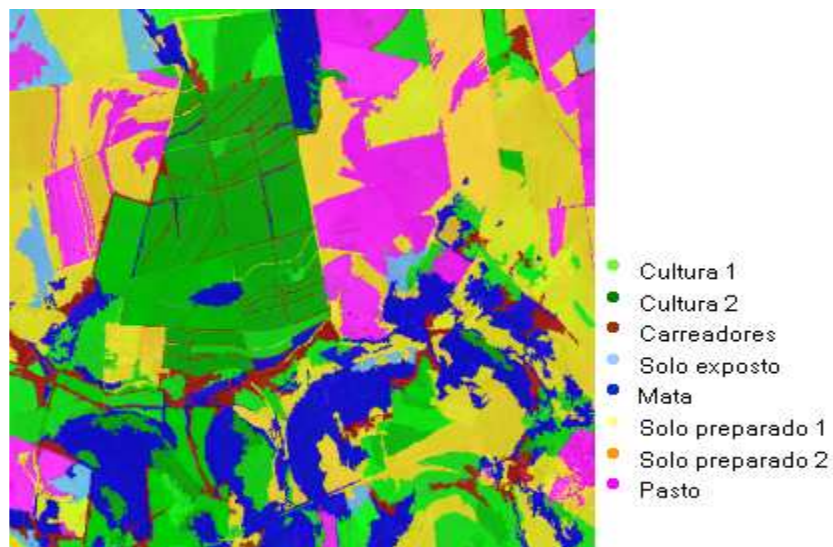 Cultura 1
Cultura 2
Carreadores
Solo exposto
Mata
Solo preparado 1
Solo preparado 2
Pasto